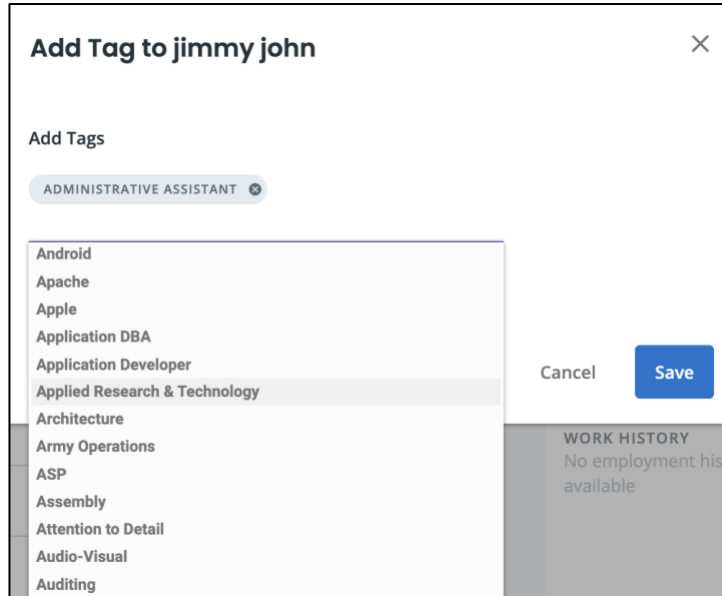 Add Tag to jimmy john
Add Tags
ADMINISTRATIVE ASSISTANT
Android
Apache
Apple
Application DBA
Application Developer
Applied Research & Technology
Architecture
Army Operations
ASP
Assembly
Attention to Detail
Audio-Visual
Auditing
Cancel
Save
WORK HISTORY
No employment his
available